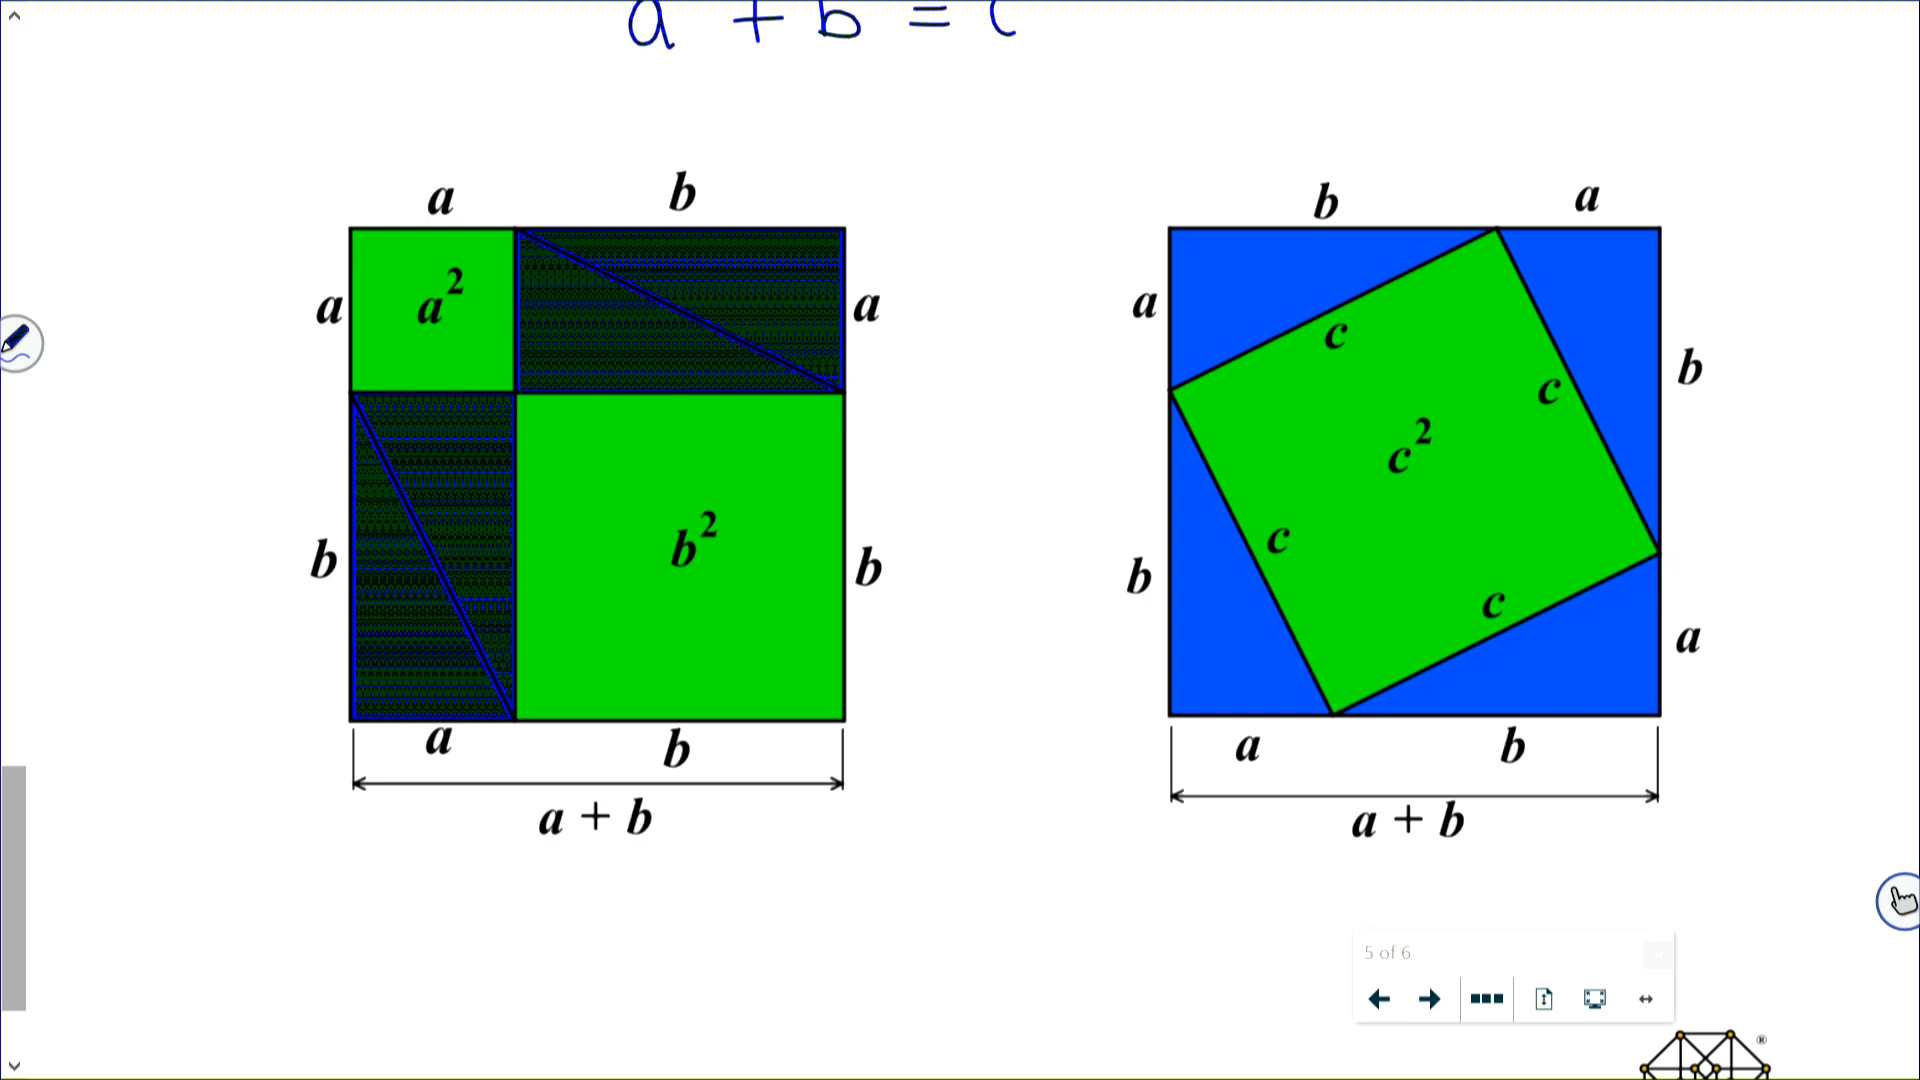 a + b = c
a b b a
a a² a a c c b
c²
b b² b b c c a
a b a b
a + b a + b
5 of 6
®